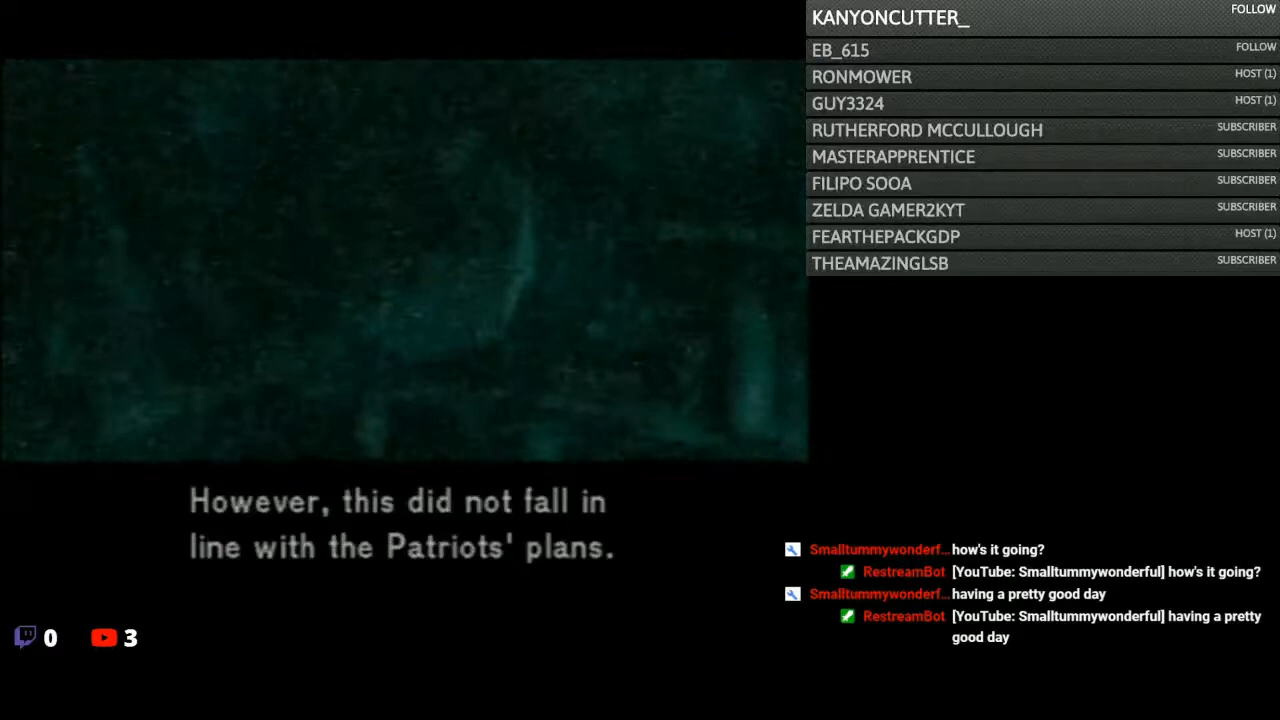 KANYONCUTTER_ FOLLOW
EB_615 FOLLOW
RONMOWER HOST (1)
GUY3324 HOST (1)
RUTHERFORD MCCULLOUGH SUBSCRIBER
MASTERAPPRENTICE SUBSCRIBER
FILIPO SOOA SUBSCRIBER
ZELDA GAMER2KYT SUBSCRIBER
FEARTHEPACKGDP HOST (1)
THEAMAZINGLSB SUBSCRIBER
However, this did not fall in
line with the Patriots' plans.
Smalltummywonderf... how's it going?
RestreamBot [YouTube: Smalltummywonderful] how's it going?
Smalltummywonderf... having a pretty good day
RestreamBot [YouTube: Smalltummywonderful] having a pretty
good day
0 3